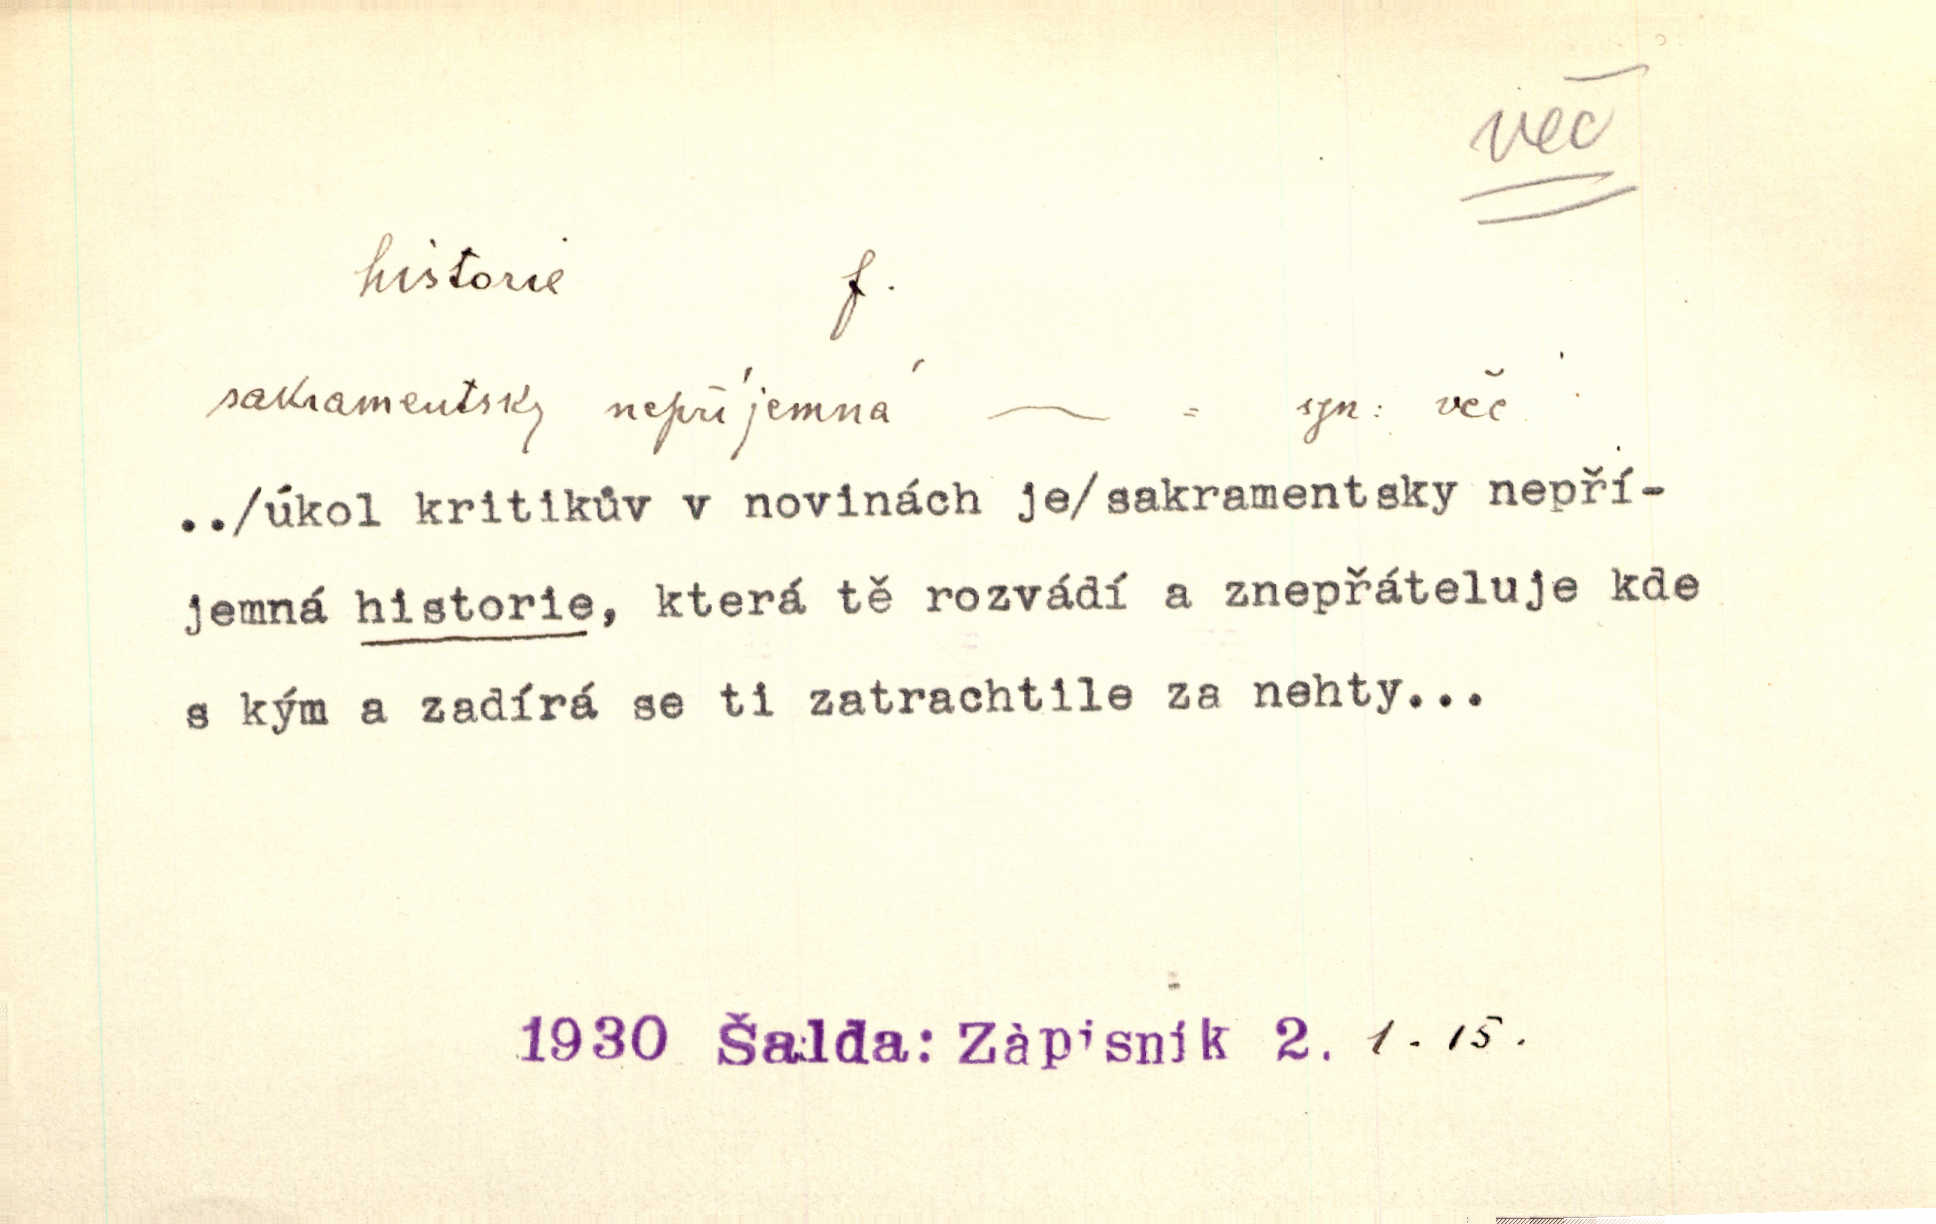 věc
historie f.
sakramentsky nepříjemná ~ = syn: věc
../úkol kritikův v novinách je/sakramentsky nepří-
jemná historie, která tě rozvádí a znepřáteluje kde
s kým a zadírá se ti zatrachtile za nehty...
1930 Šalda: Zàpisník 2. 1. 15.